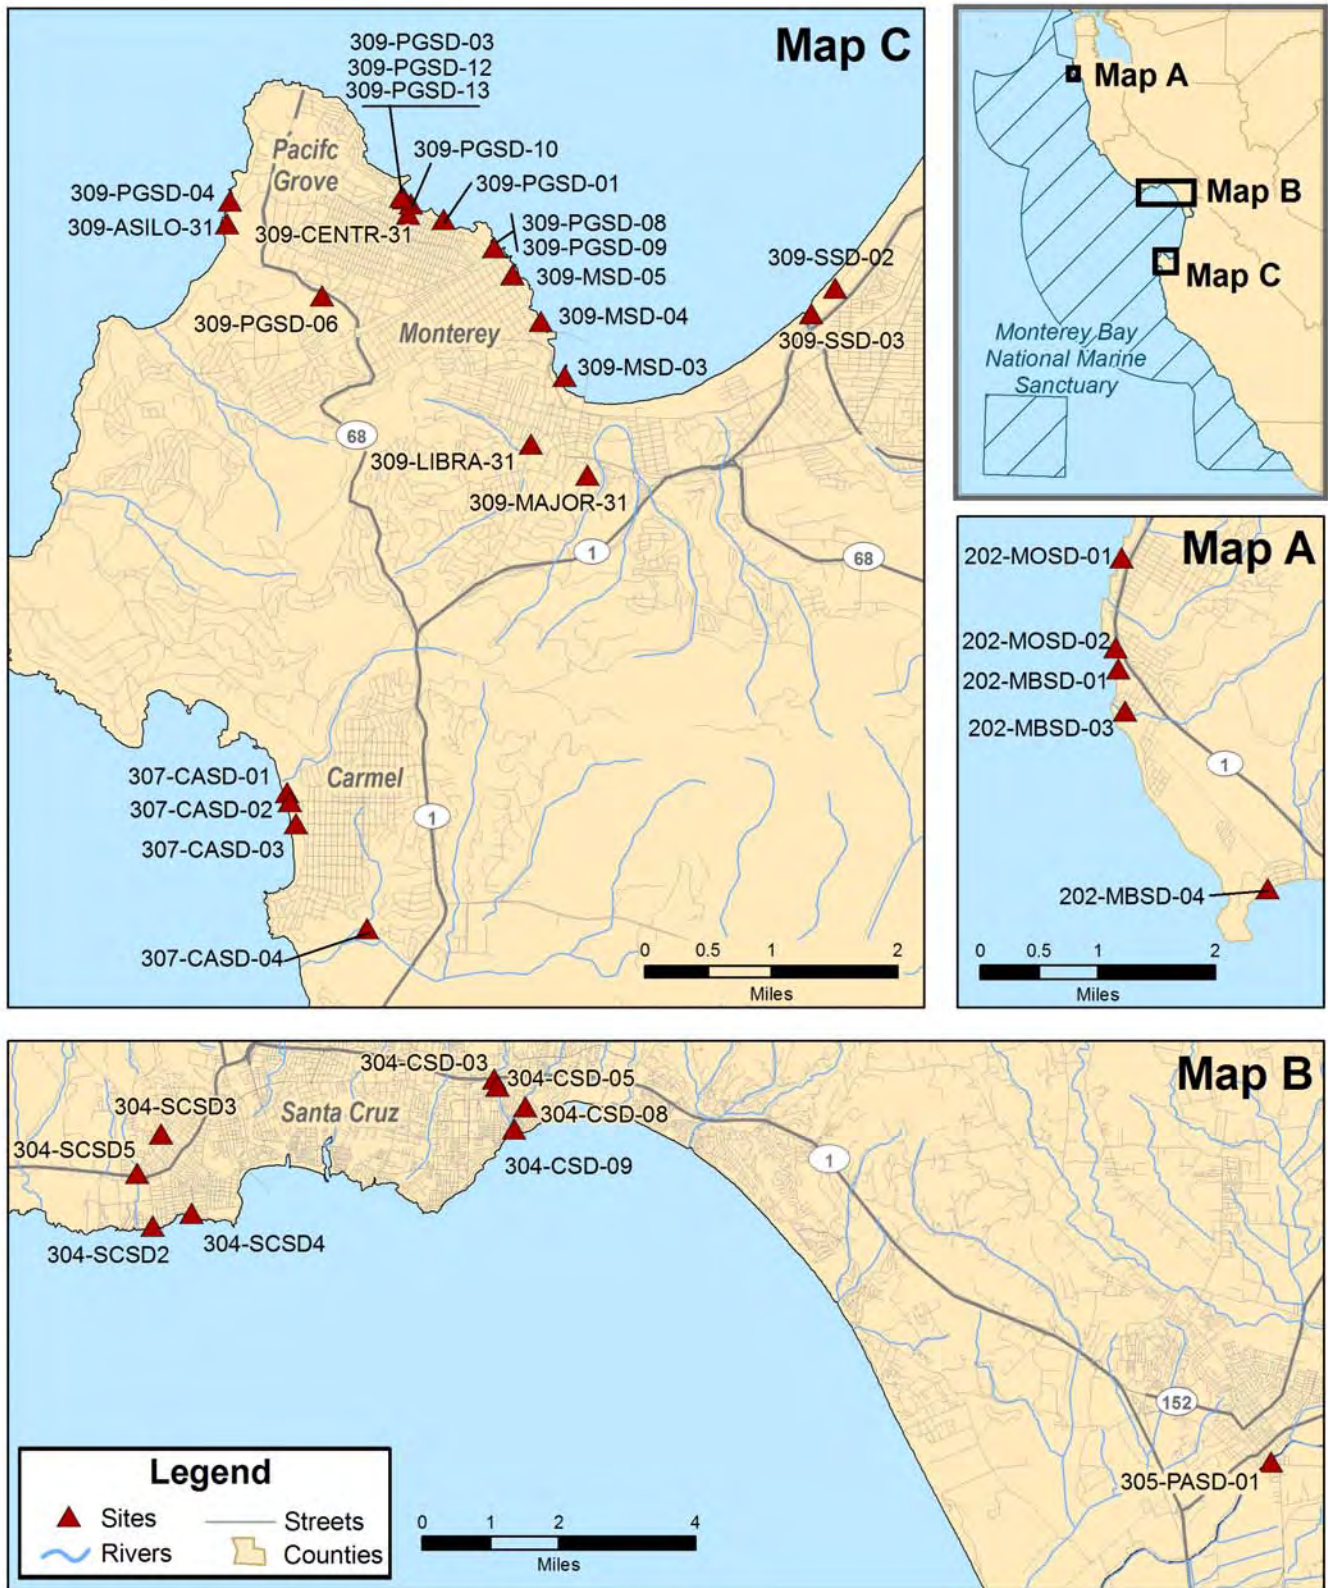 Map C
309-PGSD-03
309-PGSD-12
309-PGSD-13
Pacifc
Grove
309-PGSD-10
309-PGSD-04
309-PGSD-01
309-ASILO-31
309-CENTR-31
309-PGSD-08
309-PGSD-09
309-SSD-02
309-MSD-05
309-PGSD-06
309-MSD-04
Monterey
309-SSD-03
309-MSD-03
68
309-LIBRA-31
309-MAJOR-31
1
68
307-CASD-01
Carmel
307-CASD-02
1
307-CASD-03
307-CASD-04
0 0.5 1 2
Miles
Map A
Map B
Map C
Monterey Bay
National Marine
Sanctuary
Map A
202-MOSD-01
202-MOSD-02
202-MBSD-01
202-MBSD-03
1
202-MBSD-04
0 0.5 1 2
Miles
Map B
304-CSD-03
304-CSD-05
304-SCSD3
Santa Cruz
304-CSD-08
304-SCSD5
304-CSD-09
1
304-SCSD2
304-SCSD4
152
305-PASD-01
Legend
Sites
Streets
Rivers
Counties
0 1 2 4
Miles